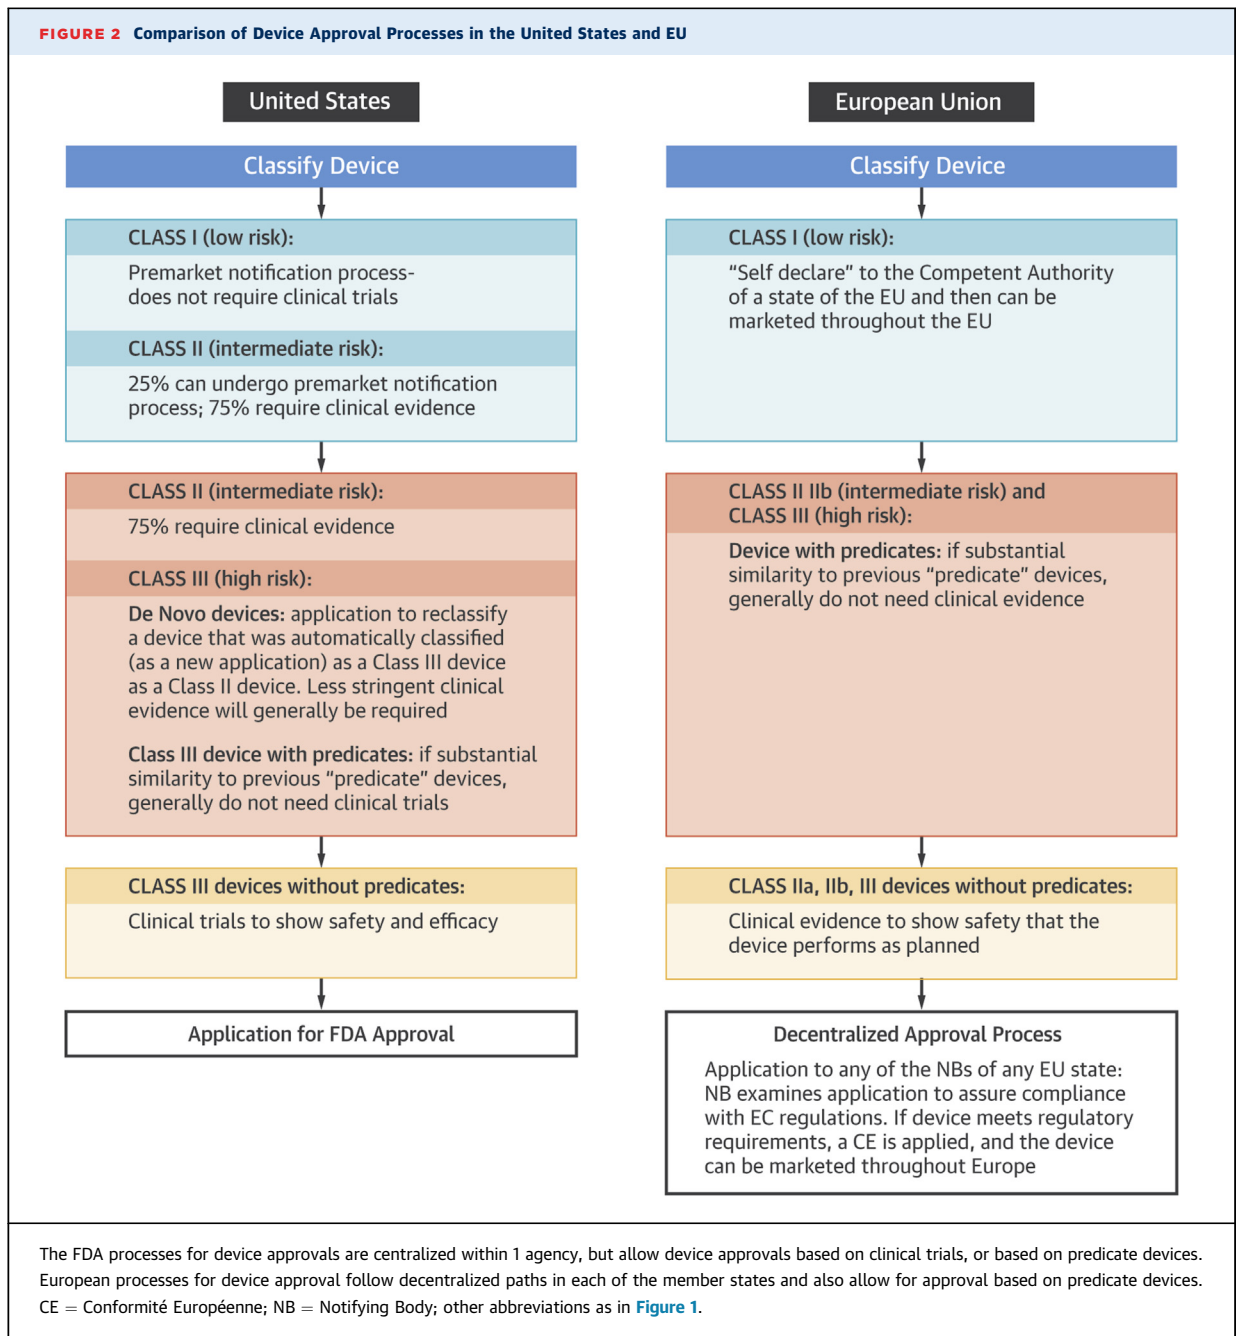 FIGURE 2 Comparison of Device Approval Processes in the United States and EU
United States
Classify Device
CLASS I (low risk):
Premarket notification process-
does not require clinical trials
CLASS II (intermediate risk):
25% can undergo premarket notification
process; 75% require clinical evidence
CLASS II (intermediate risk):
75% require clinical evidence
CLASS III (high risk):
De Novo devices: application to reclassify
a device that was automatically classified
(as a new application) as a Class III device
as a Class II device. Less stringent clinical
evidence will generally be required
Class III device with predicates: if substantial
similarity to previous “predicate” devices,
generally do not need clinical trials
CLASS III devices without predicates:
Clinical trials to show safety and efficacy
Application for FDA Approval
European Union
Classify Device
CLASS I (low risk):
“Self declare” to the Competent Authority
of a state of the EU and then can be
marketed throughout the EU
CLASS II IIb (intermediate risk) and
CLASS III (high risk):
Device with predicates: if substantial
similarity to previous “predicate” devices,
generally do not need clinical evidence
CLASS IIa, IIb, III devices without predicates:
Clinical evidence to show safety that the
device performs as planned
Decentralized Approval Process
Application to any of the NBs of any EU state:
NB examines application to assure compliance
with EC regulations. If device meets regulatory
requirements, a CE is applied, and the device
can be marketed throughout Europe
The FDA processes for device approvals are centralized within 1 agency, but allow device approvals based on clinical trials, or based on predicate devices.
European processes for device approval follow decentralized paths in each of the member states and also allow for approval based on predicate devices.
CE = Conformité Européenne; NB = Notifying Body; other abbreviations as in Figure 1.